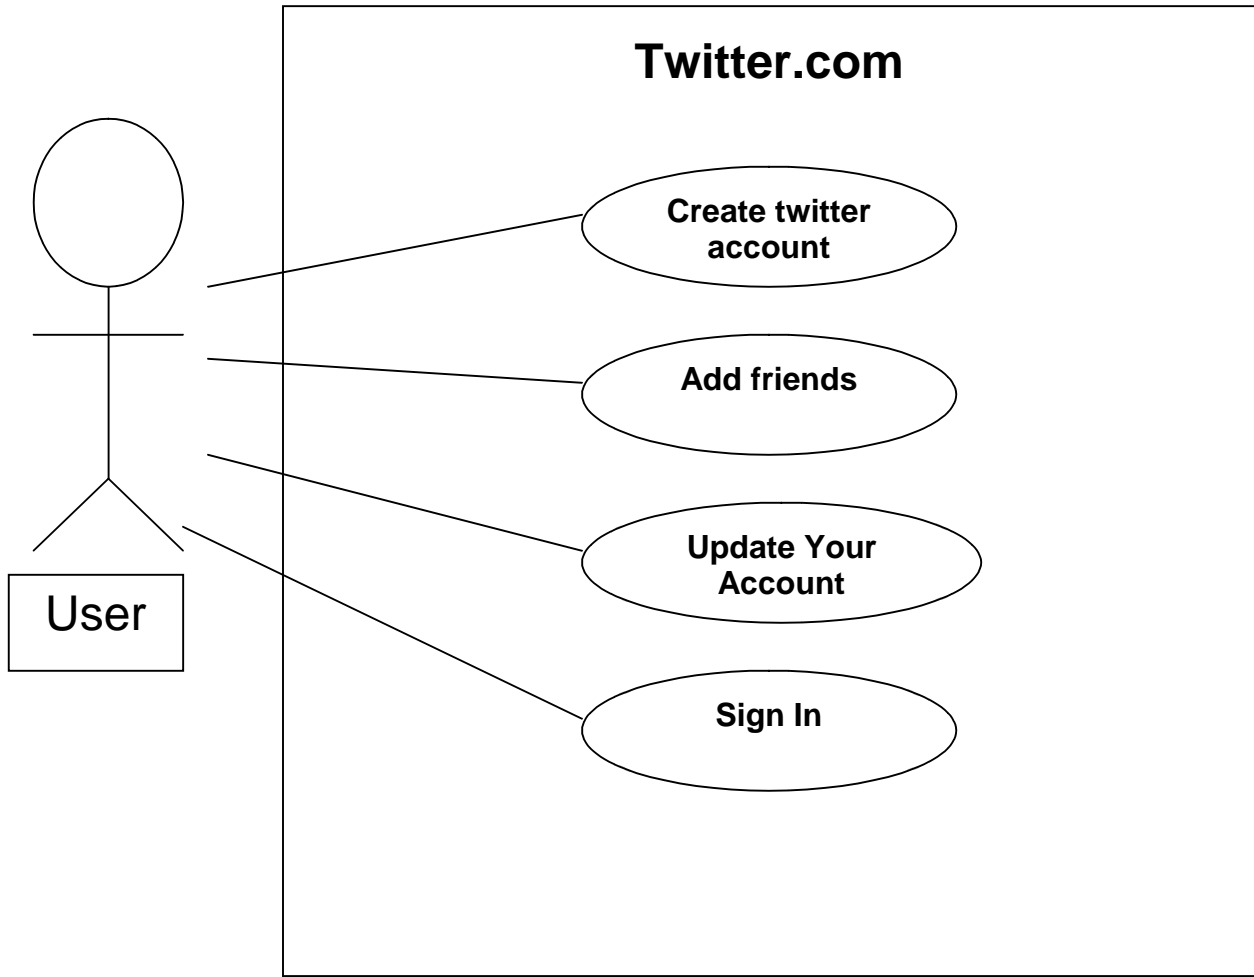 Twitter.com
Create twitter
account
Add friends
Update Your
Account
User
Sign In